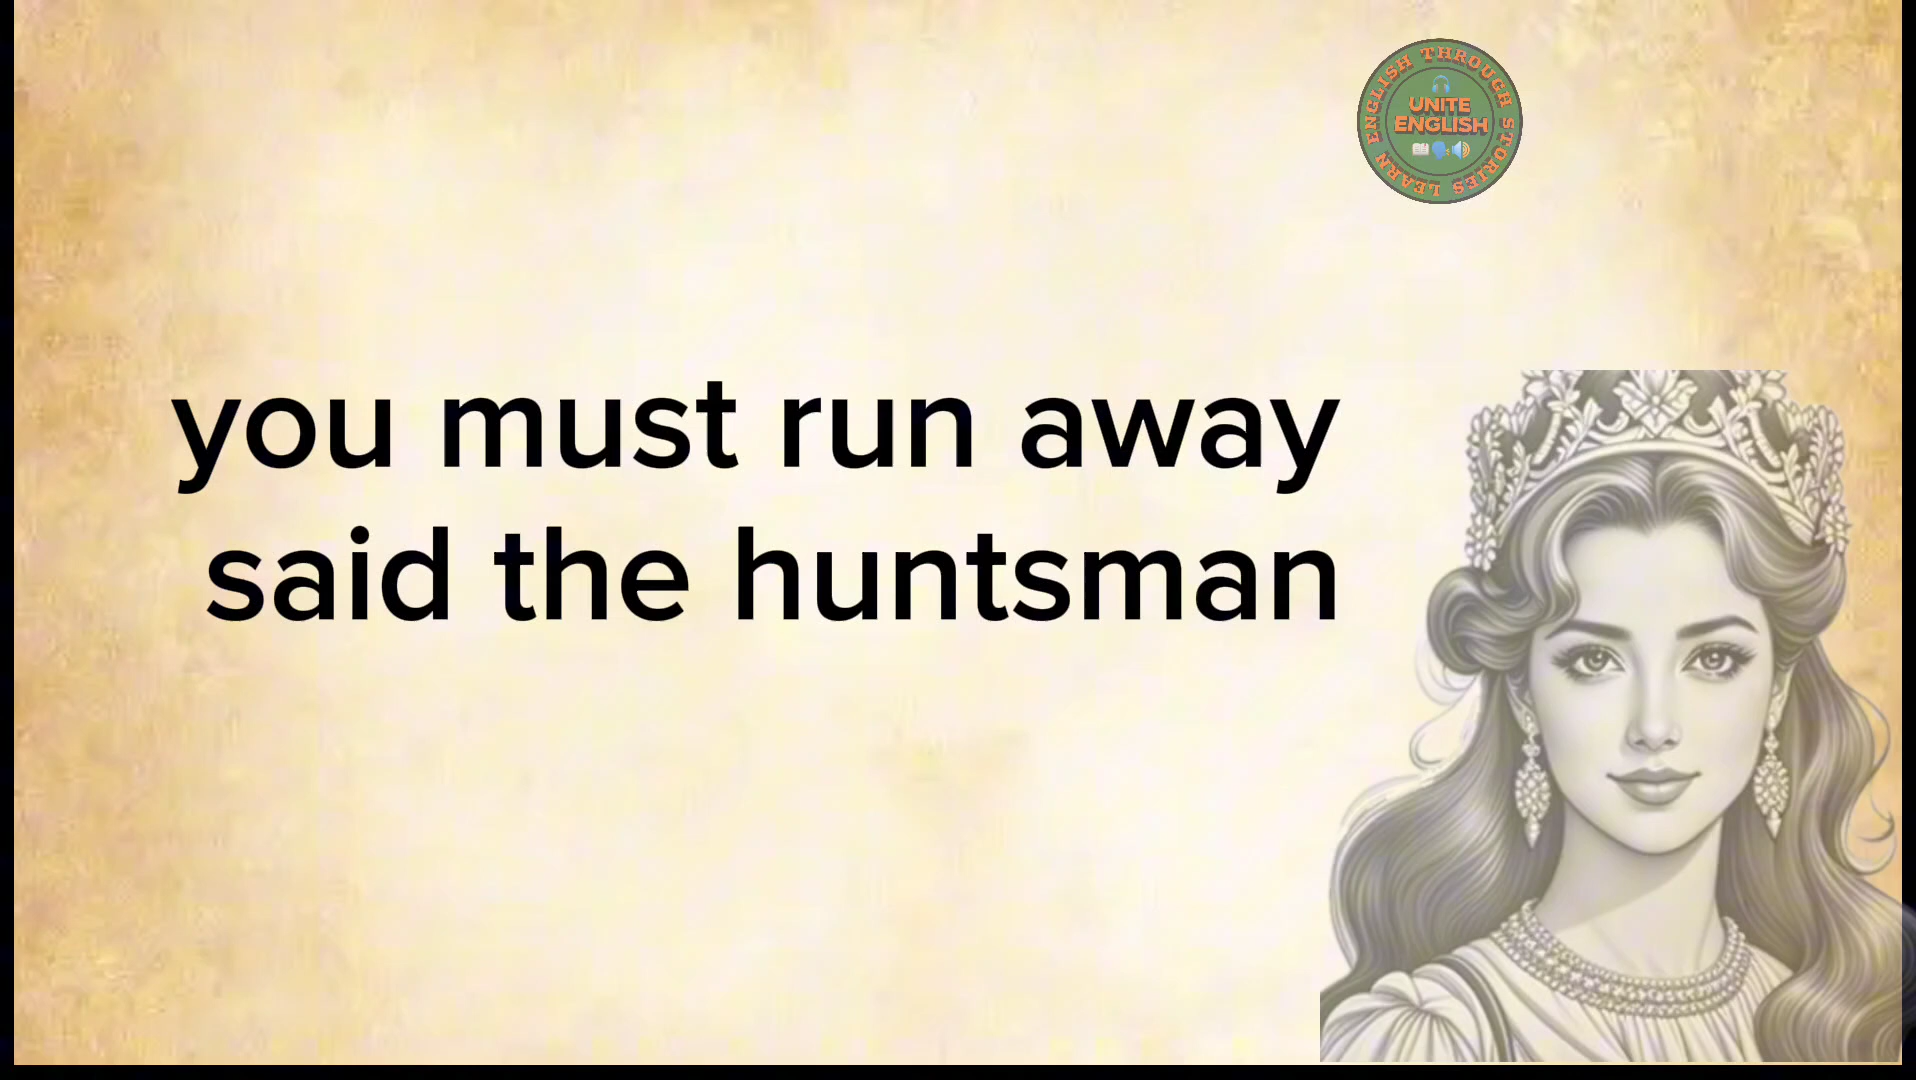 LEARN ENGLISH THROUGH STORIES
UNITE
ENGLISH
you must run away
said the huntsman